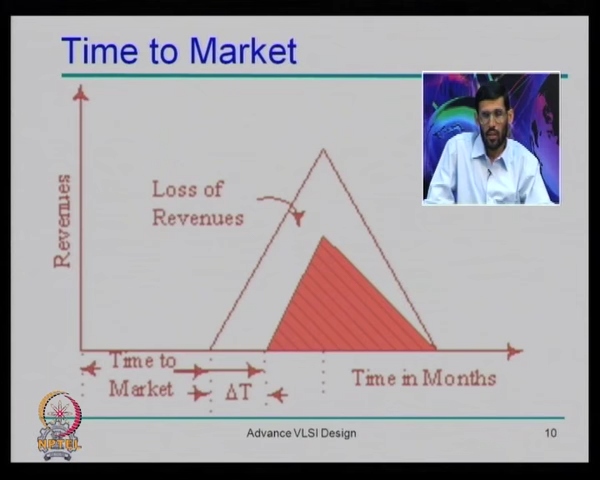 Time to Market
Loss of
Revenues
Revenues
Time to
Market
ΔT
Time in Months
NPTEL
Advance VLSI Design
10